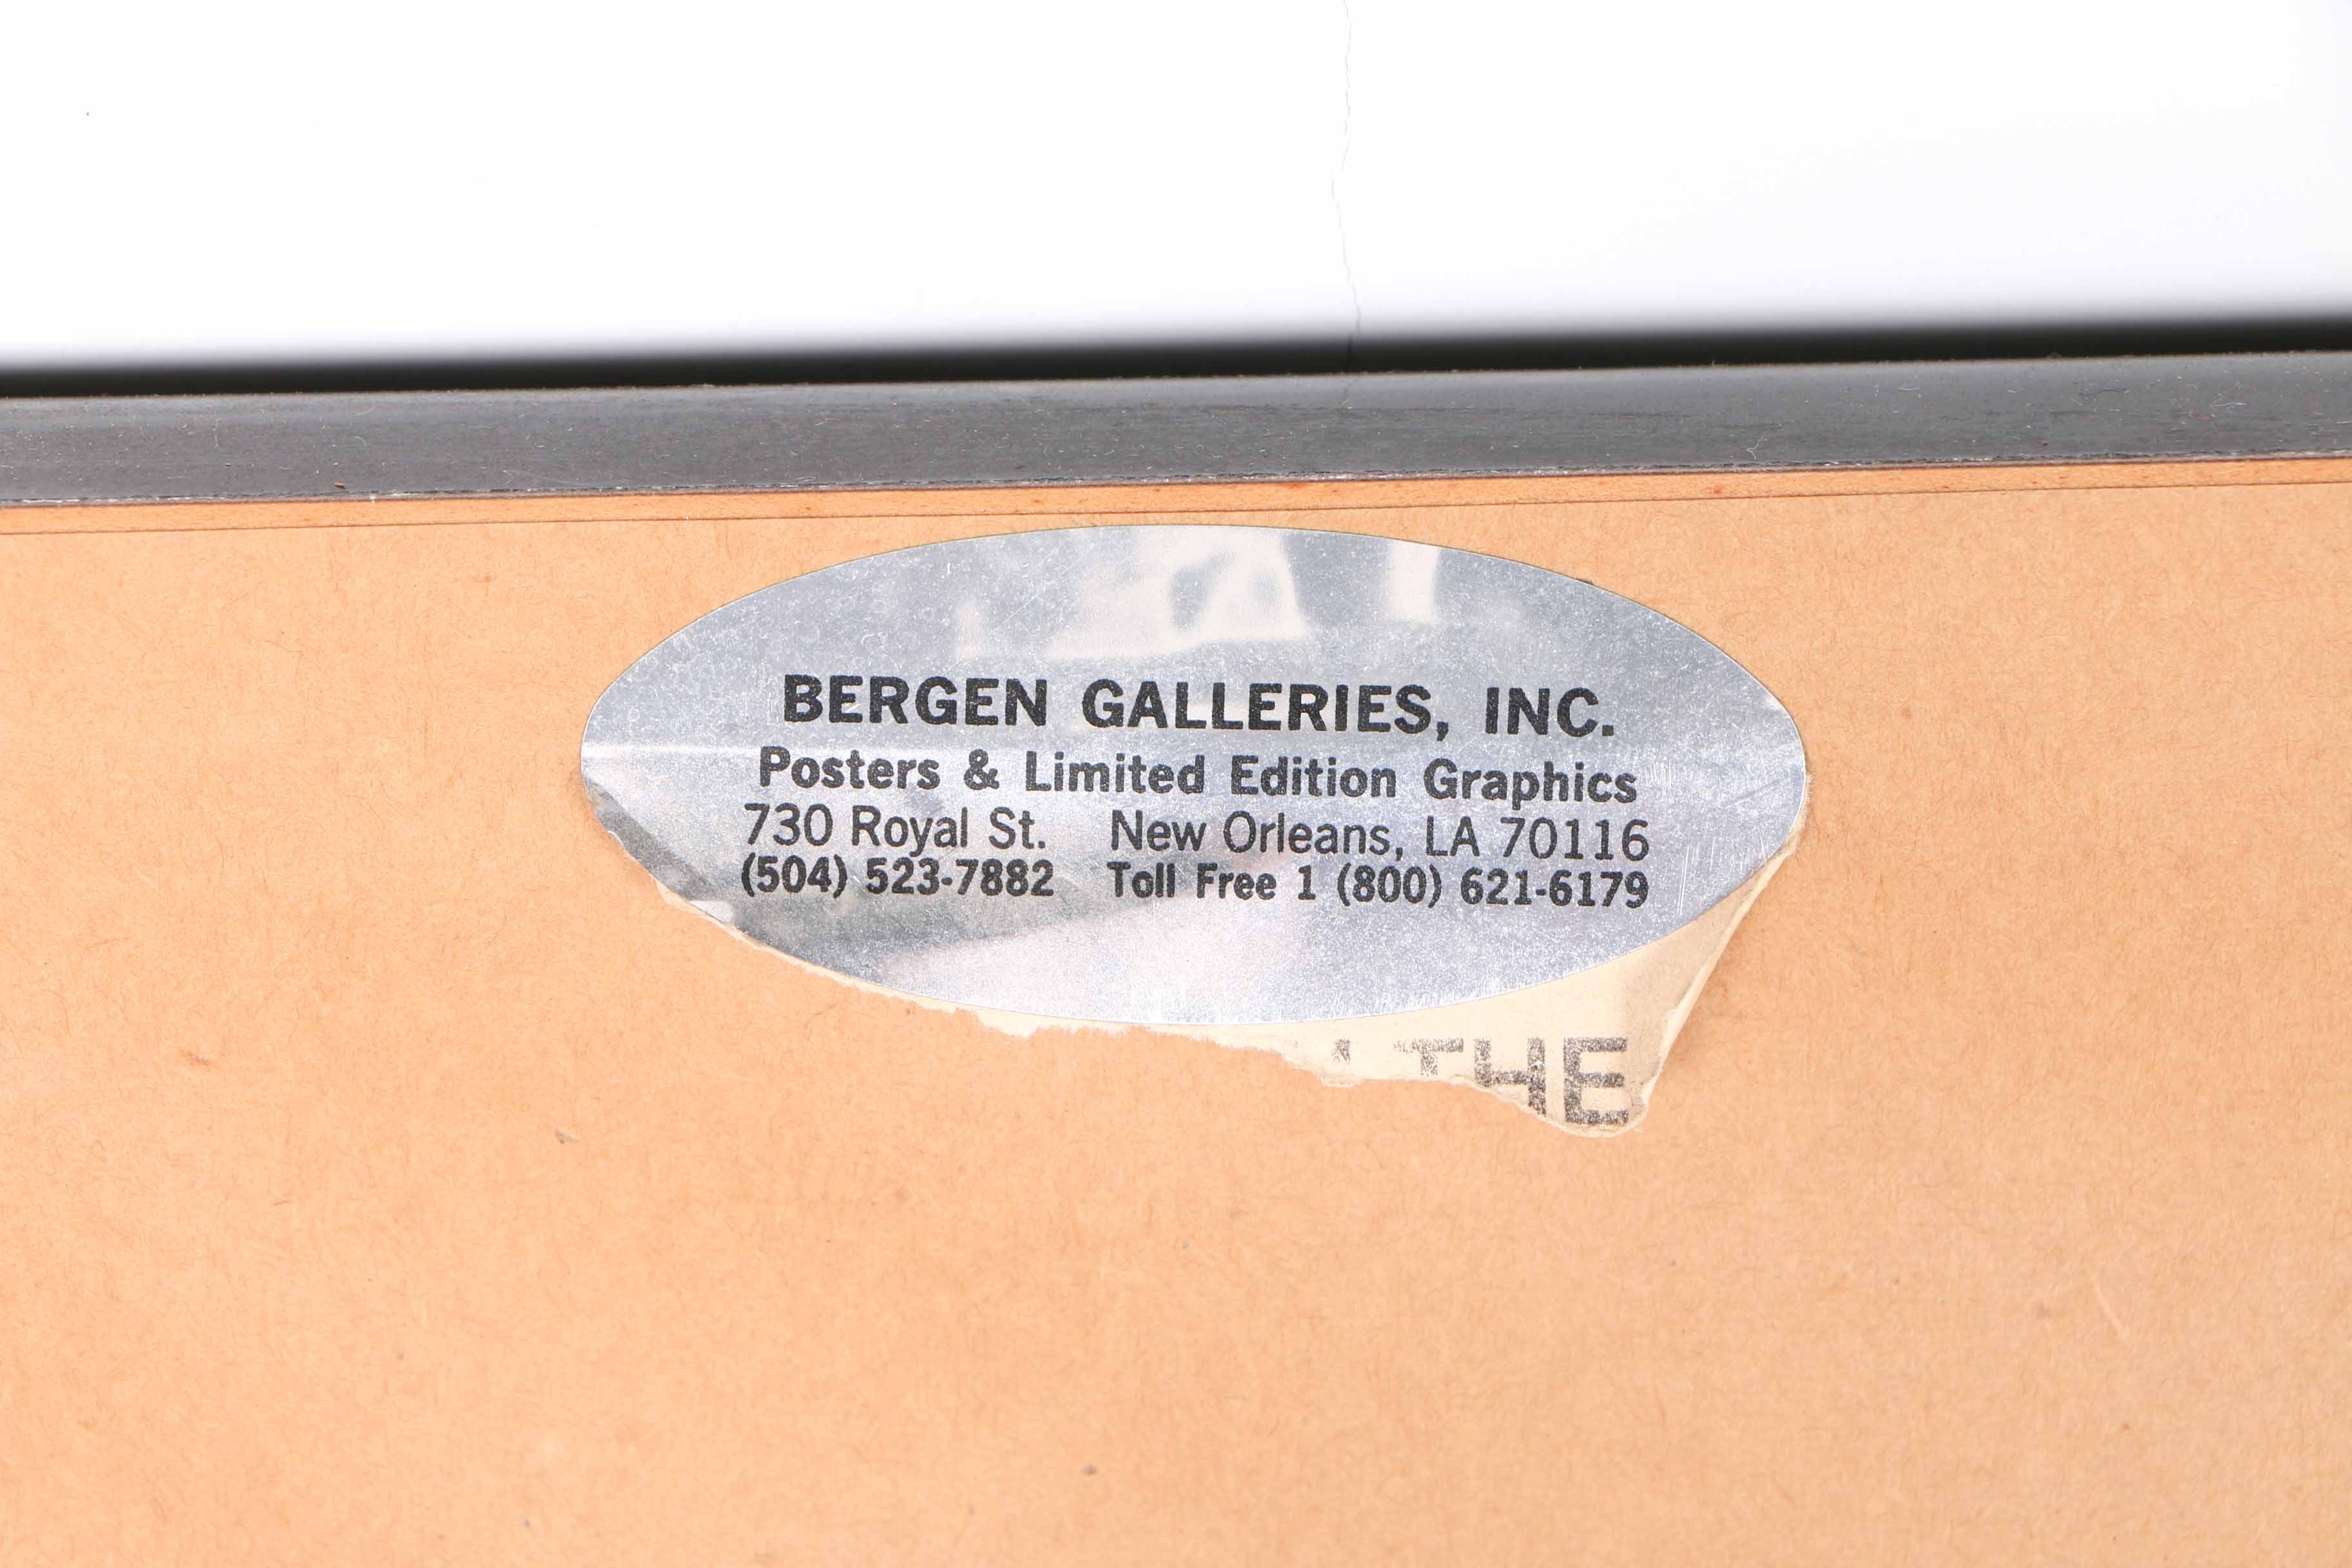 BERGEN GALLERIES, INC.
Posters & Limited Edition Graphics
730 Royal St. New Orleans, LA 70116
(504) 523-7882 Toll Free 1 (800) 621-6179
THE